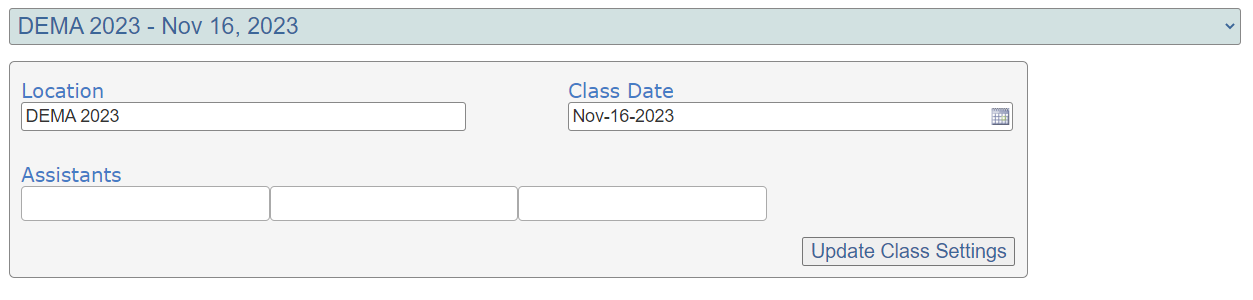 DEMA 2023 - Nov 16, 2023
Location
Class Date
DEMA 2023
Nov-16-2023
Assistants
Update Class Settings